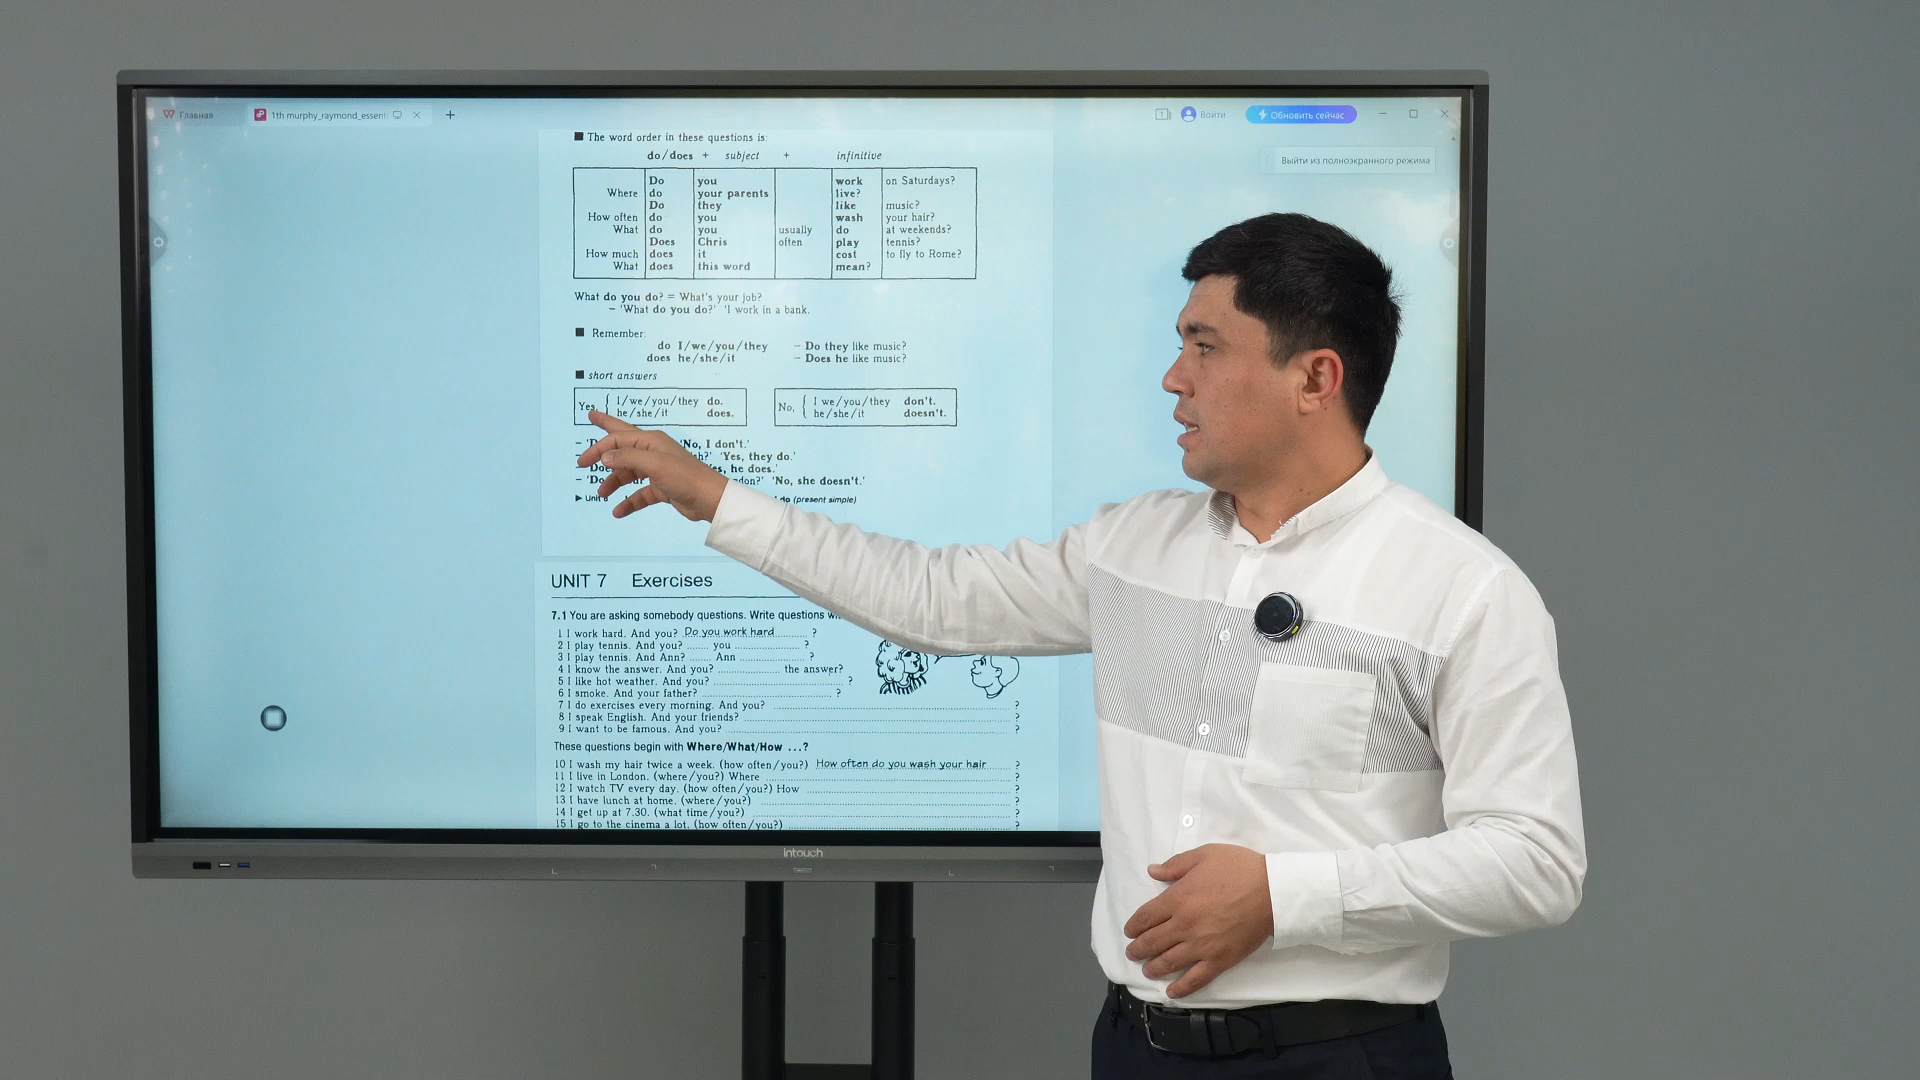 Главная
1th murphy_raymond_essent
Войти
Обновить сейчас
Выйти из полноэкранного режима
■ The word order in these questions is:
do/does + subject + infinitive
Do you work on Saturdays?
Where do your parents live?
Do they like music?
How often do you wash your hair?
What do you usually do at weekends?
Does Chris often play tennis?
How much does it cost to fly to Rome?
What does this word mean?
What do you do? = What's your job?
– 'What do you do?' 'I work in a bank.
■ Remember:
do I/we/you/they – Do they like music?
does he/she/it – Does he like music?
■ short answers
Yes, { I/we/you/they do.
he/she/it does.
No, { I we/you/they don't.
he/she/it doesn't.
'No, I don't.'
'Yes, they do.'
he does.'
'No, she doesn't.'
▶ Unit
do (present simple)
UNIT 7 Exercises
7.1 You are asking somebody questions. Write questions
1 I work hard. And you? Do you work hard ?
2 I play tennis. And you? you ?
3 I play tennis. And Ann? Ann ?
4 I know the answer. And you? the answer?
5 I like hot weather. And you? ?
6 I smoke. And your father? ?
7 I do exercises every morning. And you? ?
8 I speak English. And your friends? ?
9 I want to be famous. And you? ?
These questions begin with Where/What/How ...?
10 I wash my hair twice a week. (how often/you?) How often do you wash your hair ?
11 I live in London. (where/you?) Where ?
12 I watch TV every day. (how often/you?) How ?
13 I have lunch at home. (where/you?) ?
14 I get up at 7.30. (what time/you?) ?
15 I go to the cinema a lot. (how often/you?) ?
intouch